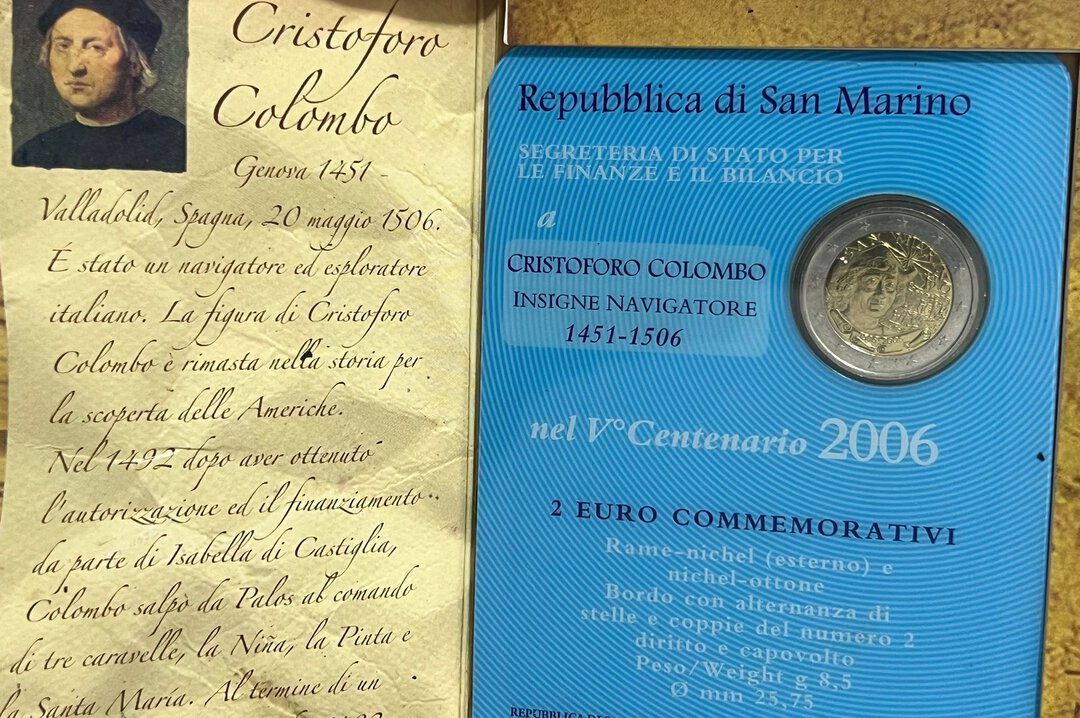 Cristoforo
Colombo
Genova 1451 -
Valladolid, Spagna, 20 maggio 1506.
È stato un navigatore ed esploratore
italiano. La figura di Cristoforo
Colombo è rimasta nella storia per
la scoperta delle Americhe.
Nel 1492 dopo aver ottenuto
l'autorizzazione ed il finanziamento
da parte di Isabella di Castiglia,
Colombo salpò da Palos al comando
di tre caravelle, la Niña, la Pinta e
la Santa María. Al termine di un
Repubblica di San Marino
SEGRETERIA DI STATO PER
LE FINANZE E IL BILANCIO
a
CRISTOFORO COLOMBO
INSIGNE NAVIGATORE
1451-1506
SAN MARINO
nel V°Centenario 2006
2 EURO COMMEMORATIVI
Rame-nichel (esterno) e
nichel-ottone
Bordo con alternanza di
stelle e coppie del numero 2
diritto e capovolto
Peso/Weight g 8,5
Ø mm 25,75